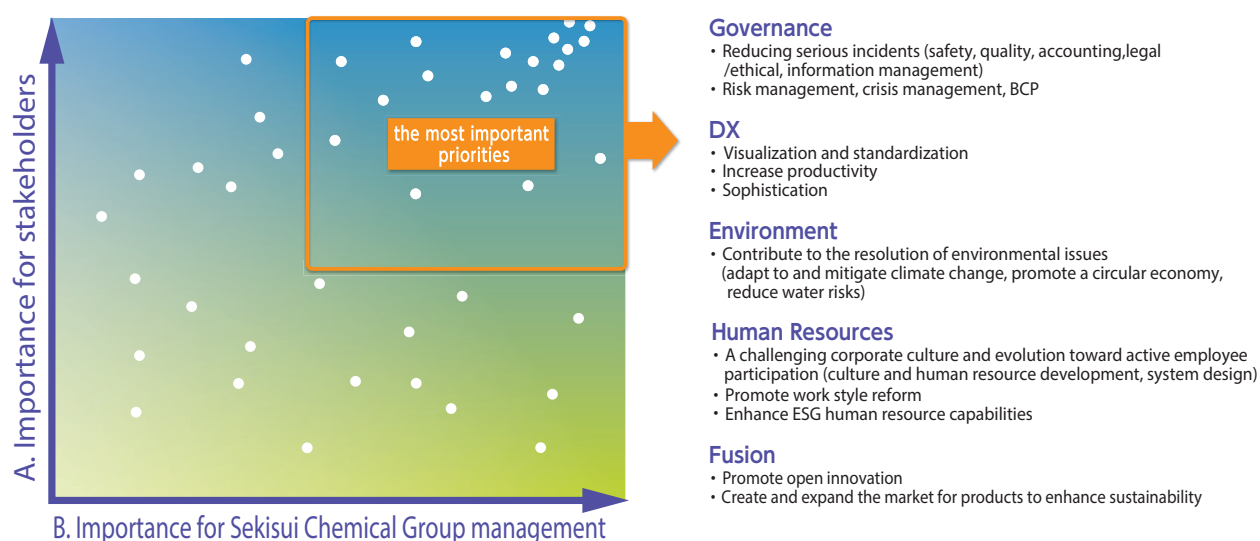 A. Importance for stakeholders
the most important
priorities
B. Importance for Sekisui Chemical Group management
Governance
・Reducing serious incidents (safety, quality, accounting,legal
/ethical, information management)
・Risk management, crisis management, BCP
DX
・Visualization and standardization
・Increase productivity
・Sophistication
Environment
・Contribute to the resolution of environmental issues
(adapt to and mitigate climate change, promote a circular economy,
reduce water risks)
Human Resources
・A challenging corporate culture and evolution toward active employee
participation (culture and human resource development, system design)
・Promote work style reform
・Enhance ESG human resource capabilities
Fusion
・Promote open innovation
・Create and expand the market for products to enhance sustainability